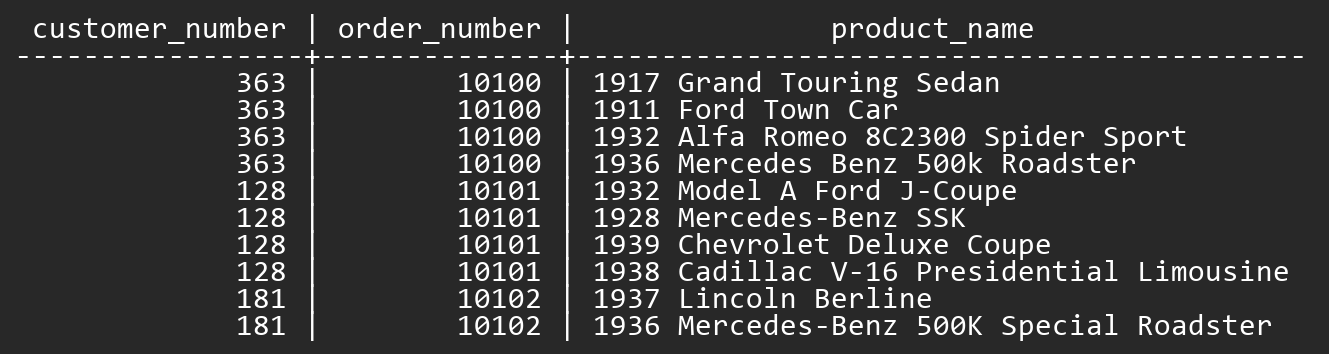 customer_number | order_number | product_name
-----------------+--------------+-------------------------------------------
363 | 10100 | 1917 Grand Touring Sedan
363 | 10100 | 1911 Ford Town Car
363 | 10100 | 1932 Alfa Romeo 8C2300 Spider Sport
363 | 10100 | 1936 Mercedes Benz 500k Roadster
128 | 10101 | 1932 Model A Ford J-Coupe
128 | 10101 | 1928 Mercedes-Benz SSK
128 | 10101 | 1939 Chevrolet Deluxe Coupe
128 | 10101 | 1938 Cadillac V-16 Presidential Limousine
181 | 10102 | 1937 Lincoln Berline
181 | 10102 | 1936 Mercedes-Benz 500K Special Roadster